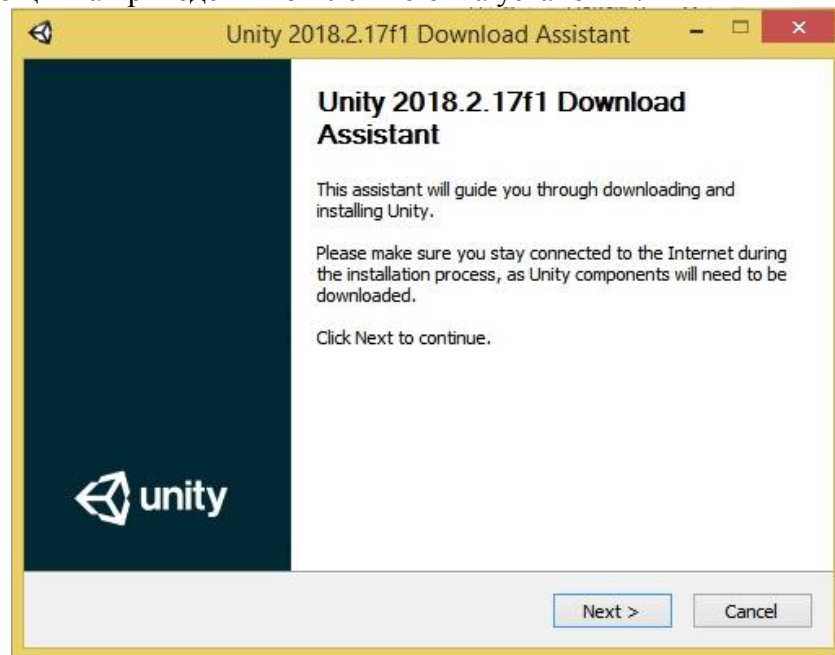 Unity 2018.2.17f1 Download Assistant
Unity 2018.2.17f1 Download
Assistant
This assistant will guide you through downloading and
installing Unity.
Please make sure you stay connected to the Internet during
the installation process, as Unity components will need to be
downloaded.
Click Next to continue.
unity
Next >
Cancel